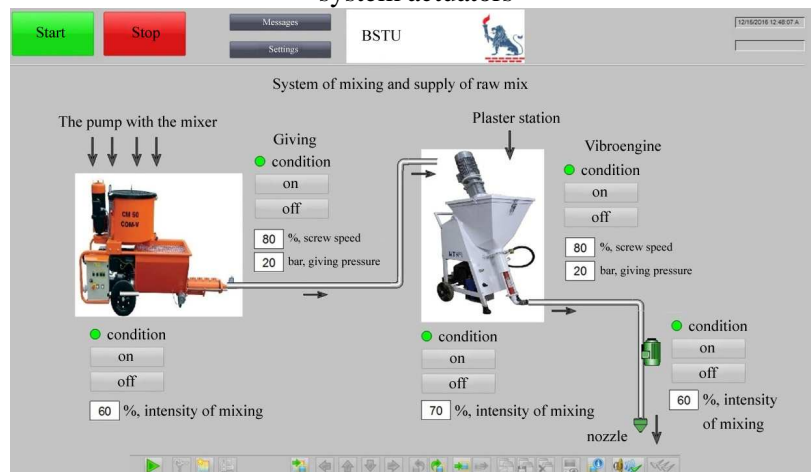 system actuators
Start
Stop
Messages
Settings
BSTU
12/15/2016 12:48:07 A
System of mixing and supply of raw mix
The pump with the mixer
Giving
condition
on
off
80 %, screw speed
20 bar, giving pressure
Plaster station
Vibroengine
condition
on
off
80 %, screw speed
20 bar, giving pressure
condition
on
off
60 %, intensity of mixing
condition
on
off
70 %, intensity of mixing
condition
on
off
60 %, intensity
of mixing
nozzle